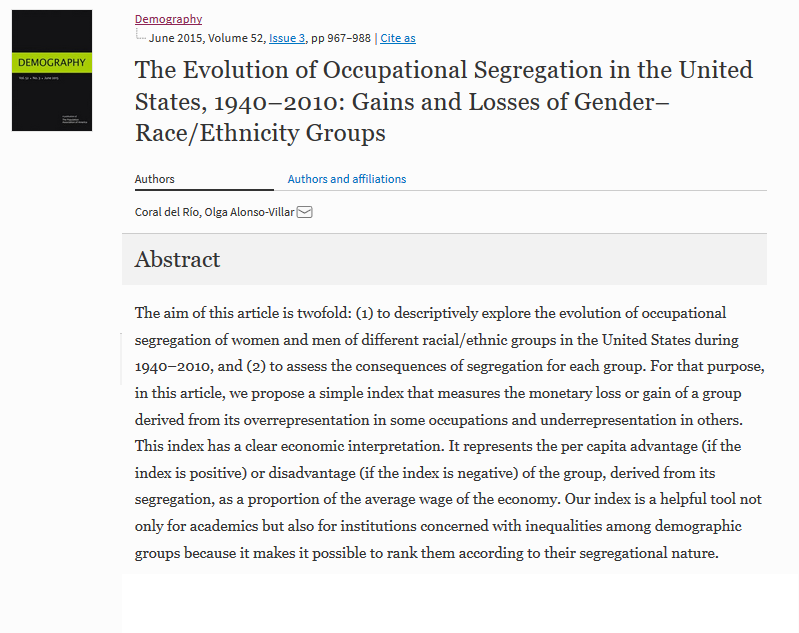 Demography
June 2015, Volume 52, Issue 3, pp 967–988 | Cite as
DEMOGRAPHY
The Evolution of Occupational Segregation in the United
States, 1940–2010: Gains and Losses of Gender–
Race/Ethnicity Groups
Authors
Authors and affiliations
Coral del Río, Olga Alonso-Villar
Abstract
The aim of this article is twofold: (1) to descriptively explore the evolution of occupational
segregation of women and men of different racial/ethnic groups in the United States during
1940–2010, and (2) to assess the consequences of segregation for each group. For that purpose,
in this article, we propose a simple index that measures the monetary loss or gain of a group
derived from its overrepresentation in some occupations and underrepresentation in others.
This index has a clear economic interpretation. It represents the per capita advantage (if the
index is positive) or disadvantage (if the index is negative) of the group, derived from its
segregation, as a proportion of the average wage of the economy. Our index is a helpful tool not
only for academics but also for institutions concerned with inequalities among demographic
groups because it makes it possible to rank them according to their segregational nature.